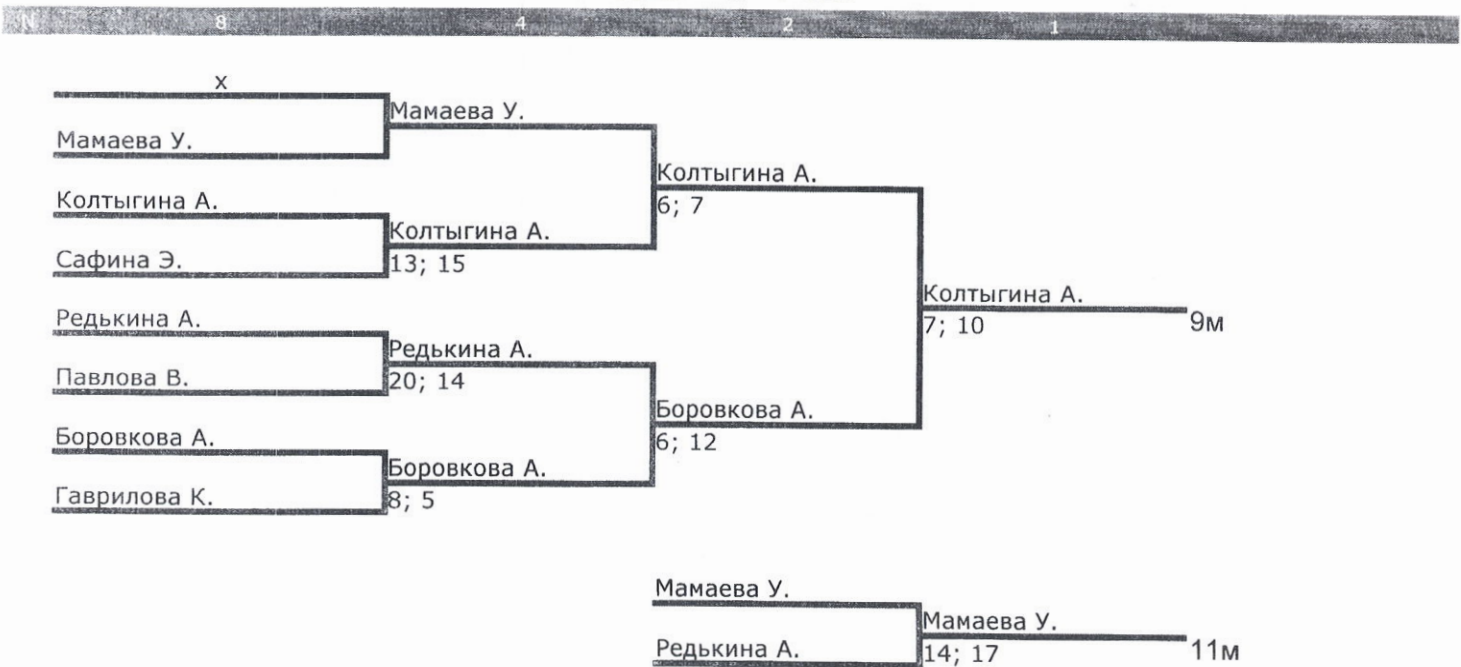 N 8 4 2 1
х
Мамаева У.
Мамаева У.
Колтыгина А.
Колтыгина А.
6; 7
Колтыгина А.
Сафина Э.
13; 15
Колтыгина А.
7; 10
9м
Редькина А.
Редькина А.
Павлова В.
20; 14
Боровкова А.
6; 12
Боровкова А.
Боровкова А.
Гаврилова К.
8; 5
Мамаева У.
Мамаева У.
Редькина А.
14; 17
11м